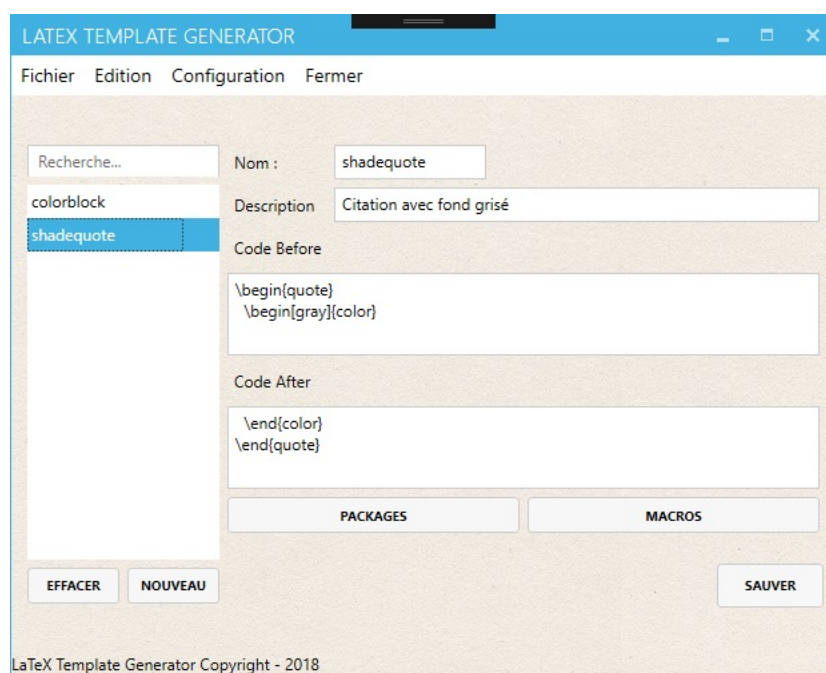 LATEX TEMPLATE GENERATOR
Fichier Edition Configuration Fermer
Recherche...
Nom :
shadequote
colorblock
Description
Citation avec fond grisé
shadequote
Code Before
\begin{quote}
\begin[gray]{color}
Code After
\end{color}
\end{quote}
PACKAGES
MACROS
EFFACER
NOUVEAU
SAUVER
LaTeX Template Generator Copyright - 2018